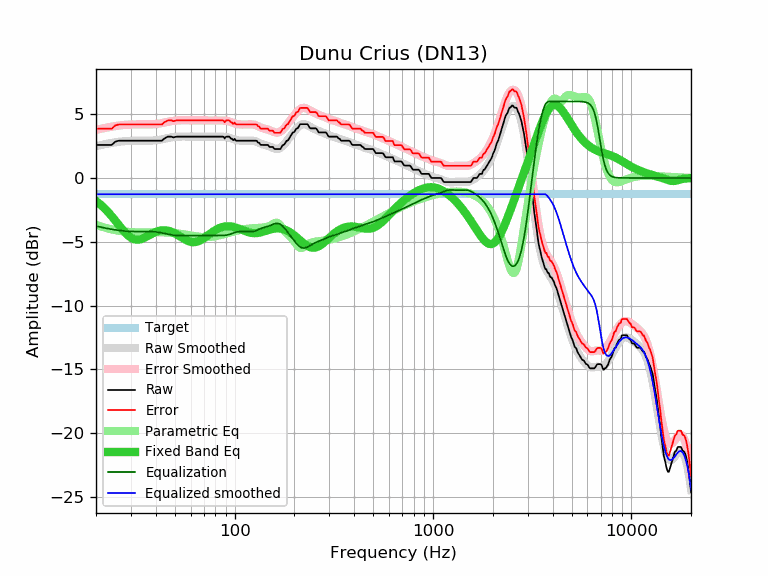 Dunu Crius (DN13)
5
0
−5
−10
−15
−20
−25
Amplitude (dBr)
Target
Raw Smoothed
Error Smoothed
Raw
Error
Parametric Eq
Fixed Band Eq
Equalization
Equalized smoothed
100
1000
10000
Frequency (Hz)